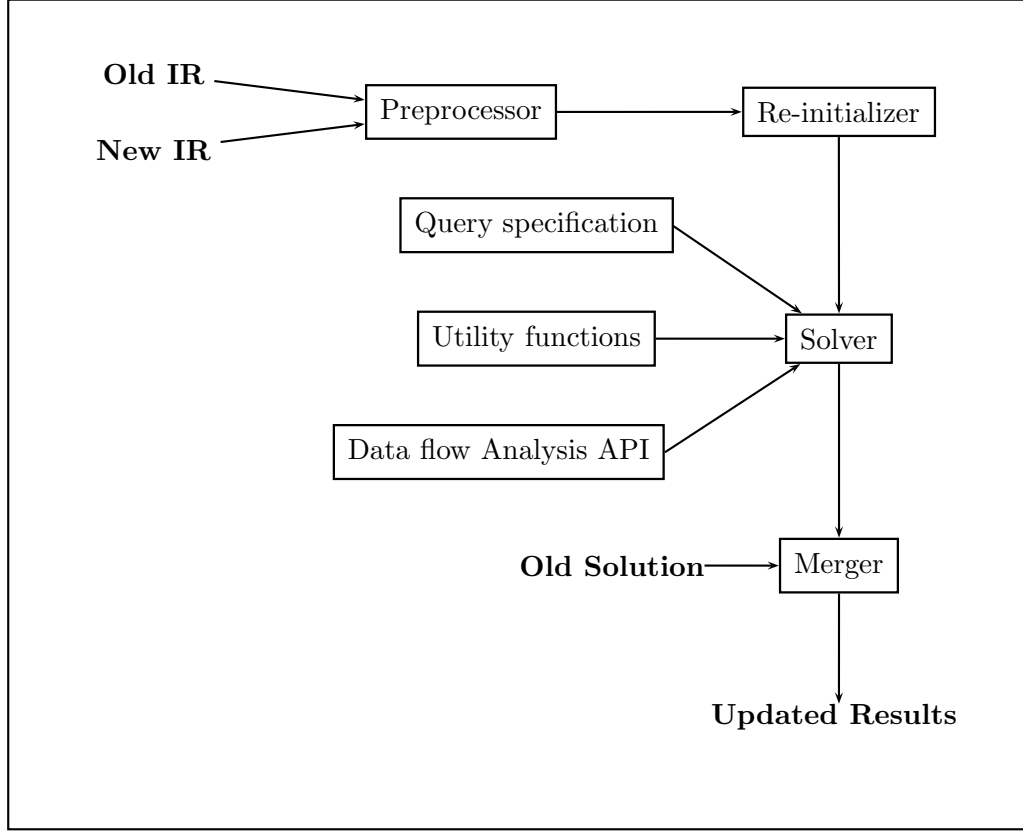 Old IR
Preprocessor
Re-initializer
New IR
Query specification
Utility functions
Solver
Data flow Analysis API
Old Solution
Merger
Updated Results